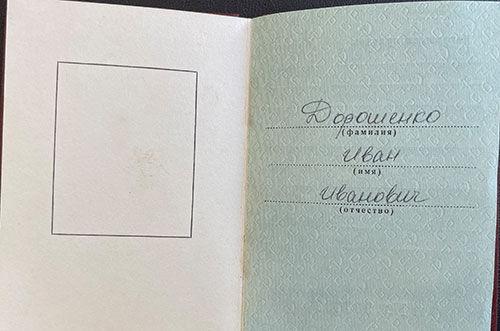 Дорошенко
(фамилия)
Иван
(имя)
Иванович
(отчество)